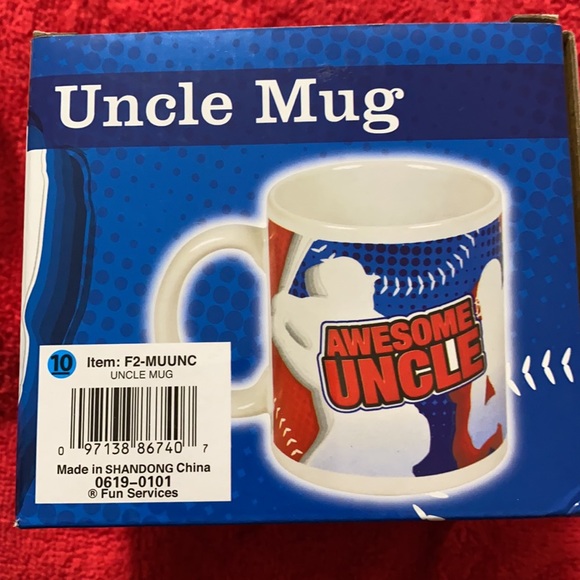 Uncle Mug
AWESOME
UNCLE
10
Item: F2-MUUNC
UNCLE MUG
0 97138 86740 7
Made in SHANDONG China
0619-0101
® Fun Services